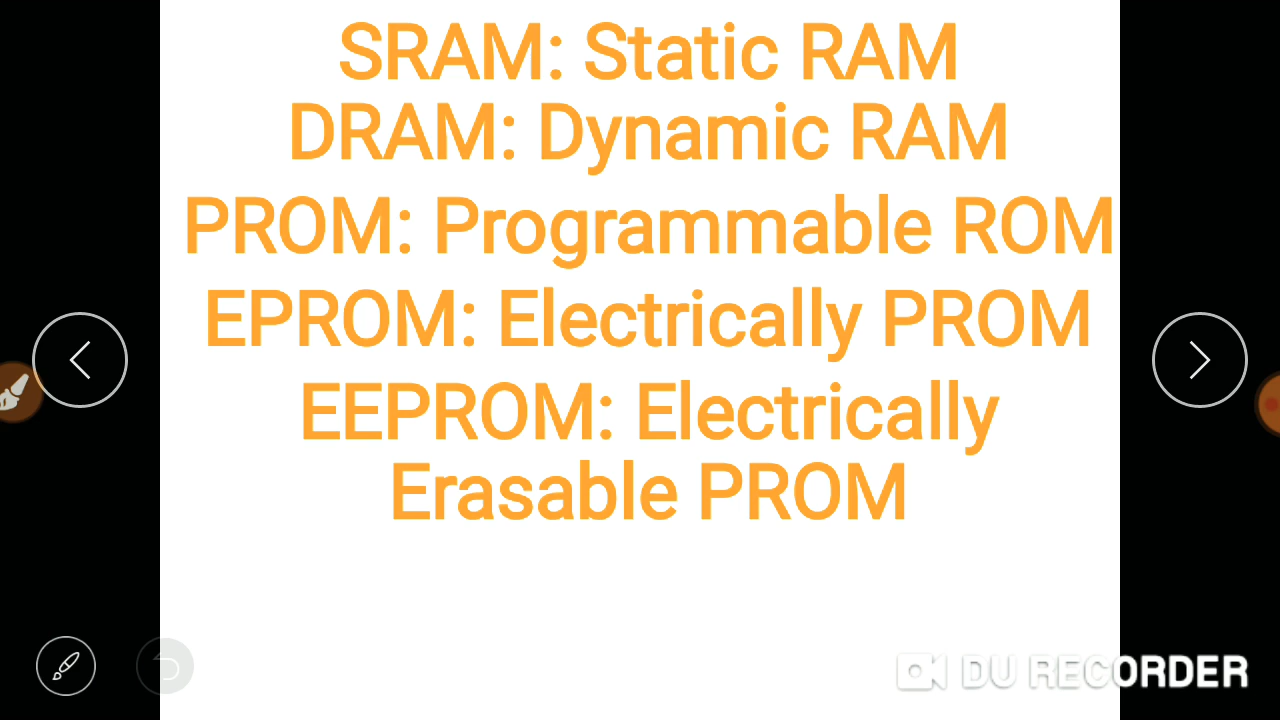 SRAM: Static RAM
DRAM: Dynamic RAM
PROM: Programmable ROM
EPROM: Electrically PROM
EEPROM: Electrically
Erasable PROM
DU RECORDER